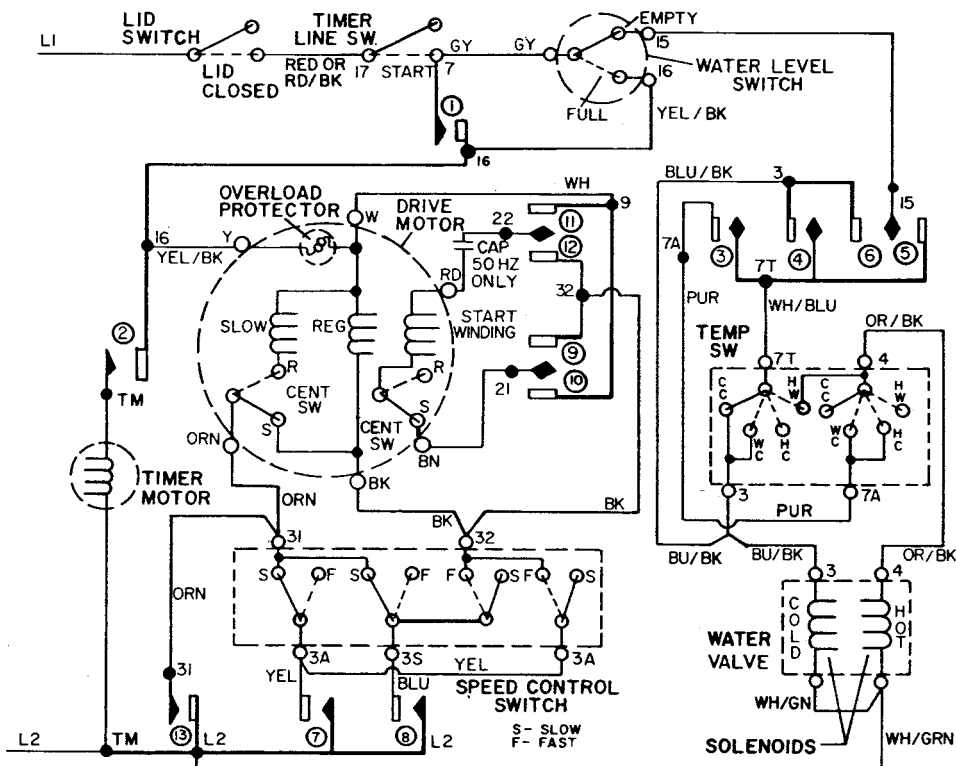 LID SWITCH
TIMER LINE SW.
EMPTY
L1
GY
GY
15
LID CLOSED
RED OR RD/BK
17
START
7
16
WATER LEVEL SWITCH
FULL
YEL/BK
1
16
BLU/BK
3
WH
OVERLOAD PROTECTOR
W
DRIVE MOTOR
22
11
9
15
16
Y
YEL/BK
CAP 50 HZ ONLY
12
7A
3
4
6
5
RD
32
7T
PUR
WH/BLU
OR/BK
SLOW
REG
START WINDING
2
9
TEMP SW
7T
4
R
R
21
10
TM
CENT SW
S
CENT SW
S
C C
H W
C C
H W
ORN
BN
W C
H C
W C
H C
TIMER MOTOR
BK
3
7A
ORN
BK
BK
PUR
31
32
BU/BK
BU/BK
OR/BK
S
F
S
F
F
S
F
S
3
4
ORN
COLD
HOT
WATER VALVE
3A
3S
3A
YEL
YEL
BLU
SPEED CONTROL SWITCH
31
WH/GN
S- SLOW
F- FAST
L2
TM
13
L2
7
8
L2
SOLENOIDS
WH/GRN